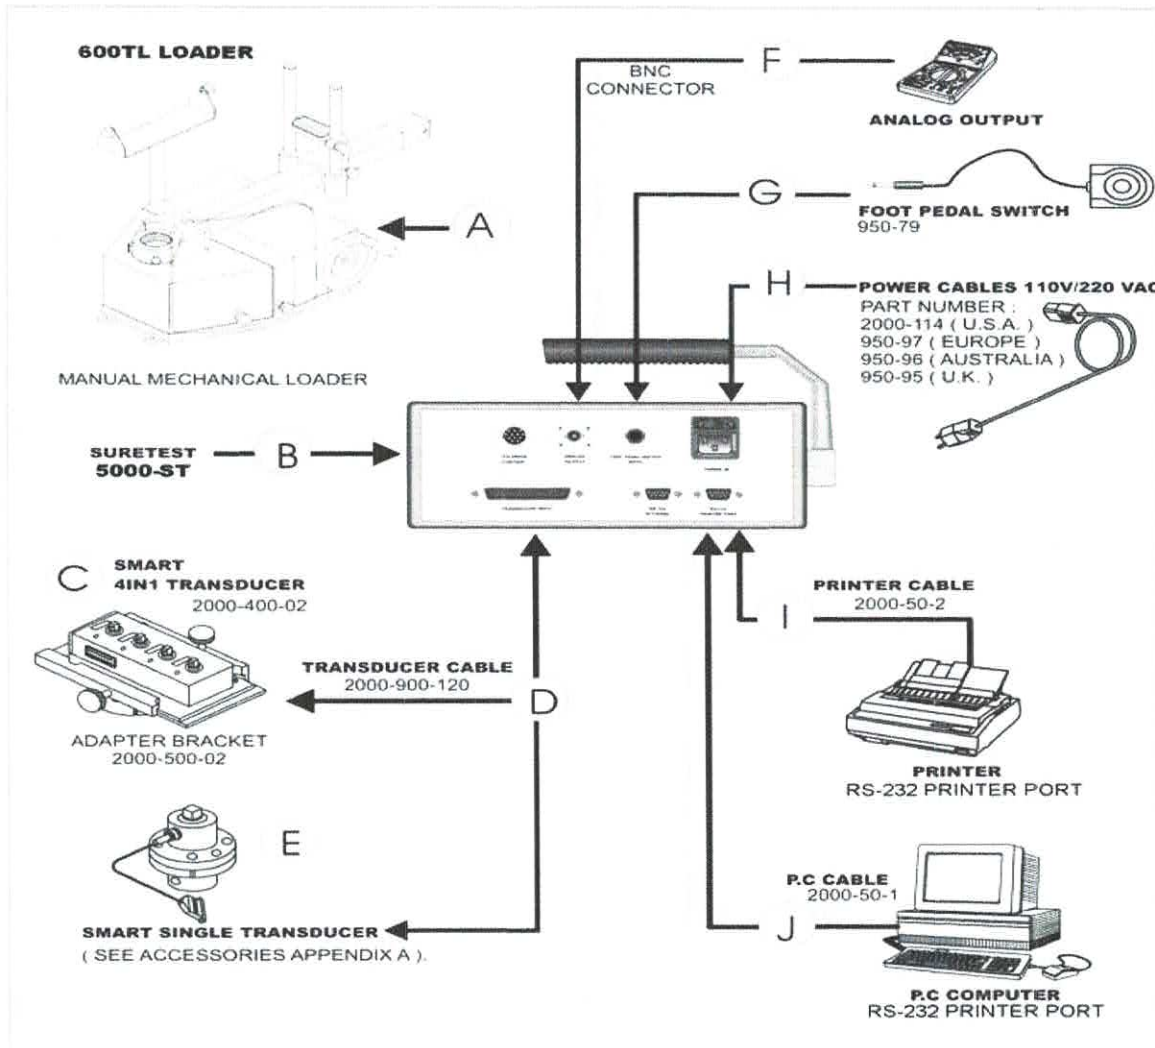 600TL LOADER
A
MANUAL MECHANICAL LOADER
BNC
CONNECTOR
F
ANALOG OUTPUT
G
FOOT PEDAL SWITCH
950-79
H
POWER CABLES 110V/220 VAC
PART NUMBER :
2000-114 ( U.S.A. )
950-97 ( EUROPE )
950-96 ( AUSTRALIA )
950-95 ( U.K. )
SURETEST
5000-ST
B
C
SMART
4IN1 TRANSDUCER
2000-400-02
TRANSDUCER CABLE
2000-900-120
D
ADAPTER BRACKET
2000-500-02
E
SMART SINGLE TRANSDUCER
( SEE ACCESSORIES APPENDIX A ).
I
PRINTER CABLE
2000-50-2
PRINTER
RS-232 PRINTER PORT
J
P.C CABLE
2000-50-1
P.C COMPUTER
RS-232 PRINTER PORT